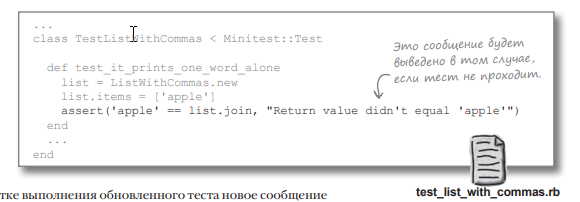 ...
class TestListWithCommas < Minitest::Test
def test_it_prints_one_word_alone
list = ListWithCommas.new
list.items = ['apple']
assert('apple' == list.join, "Return value didn't equal 'apple'")
end
...
end
Это сообщение будет
выведено в том случае,
если тест не проходит.
test_list_with_commas.rb
тке выполнения обновленного теста новое сообщение